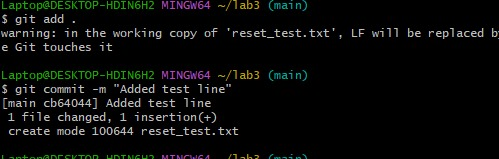 Laptop@DESKTOP-HDIN6H2 MINGW64 ~/lab3 (main)
$ git add .
warning: in the working copy of 'reset_test.txt', LF will be replaced by
e Git touches it
Laptop@DESKTOP-HDIN6H2 MINGW64 ~/lab3 (main)
$ git commit -m "Added test line"
[main cb64044] Added test line
1 file changed, 1 insertion(+)
create mode 100644 reset_test.txt